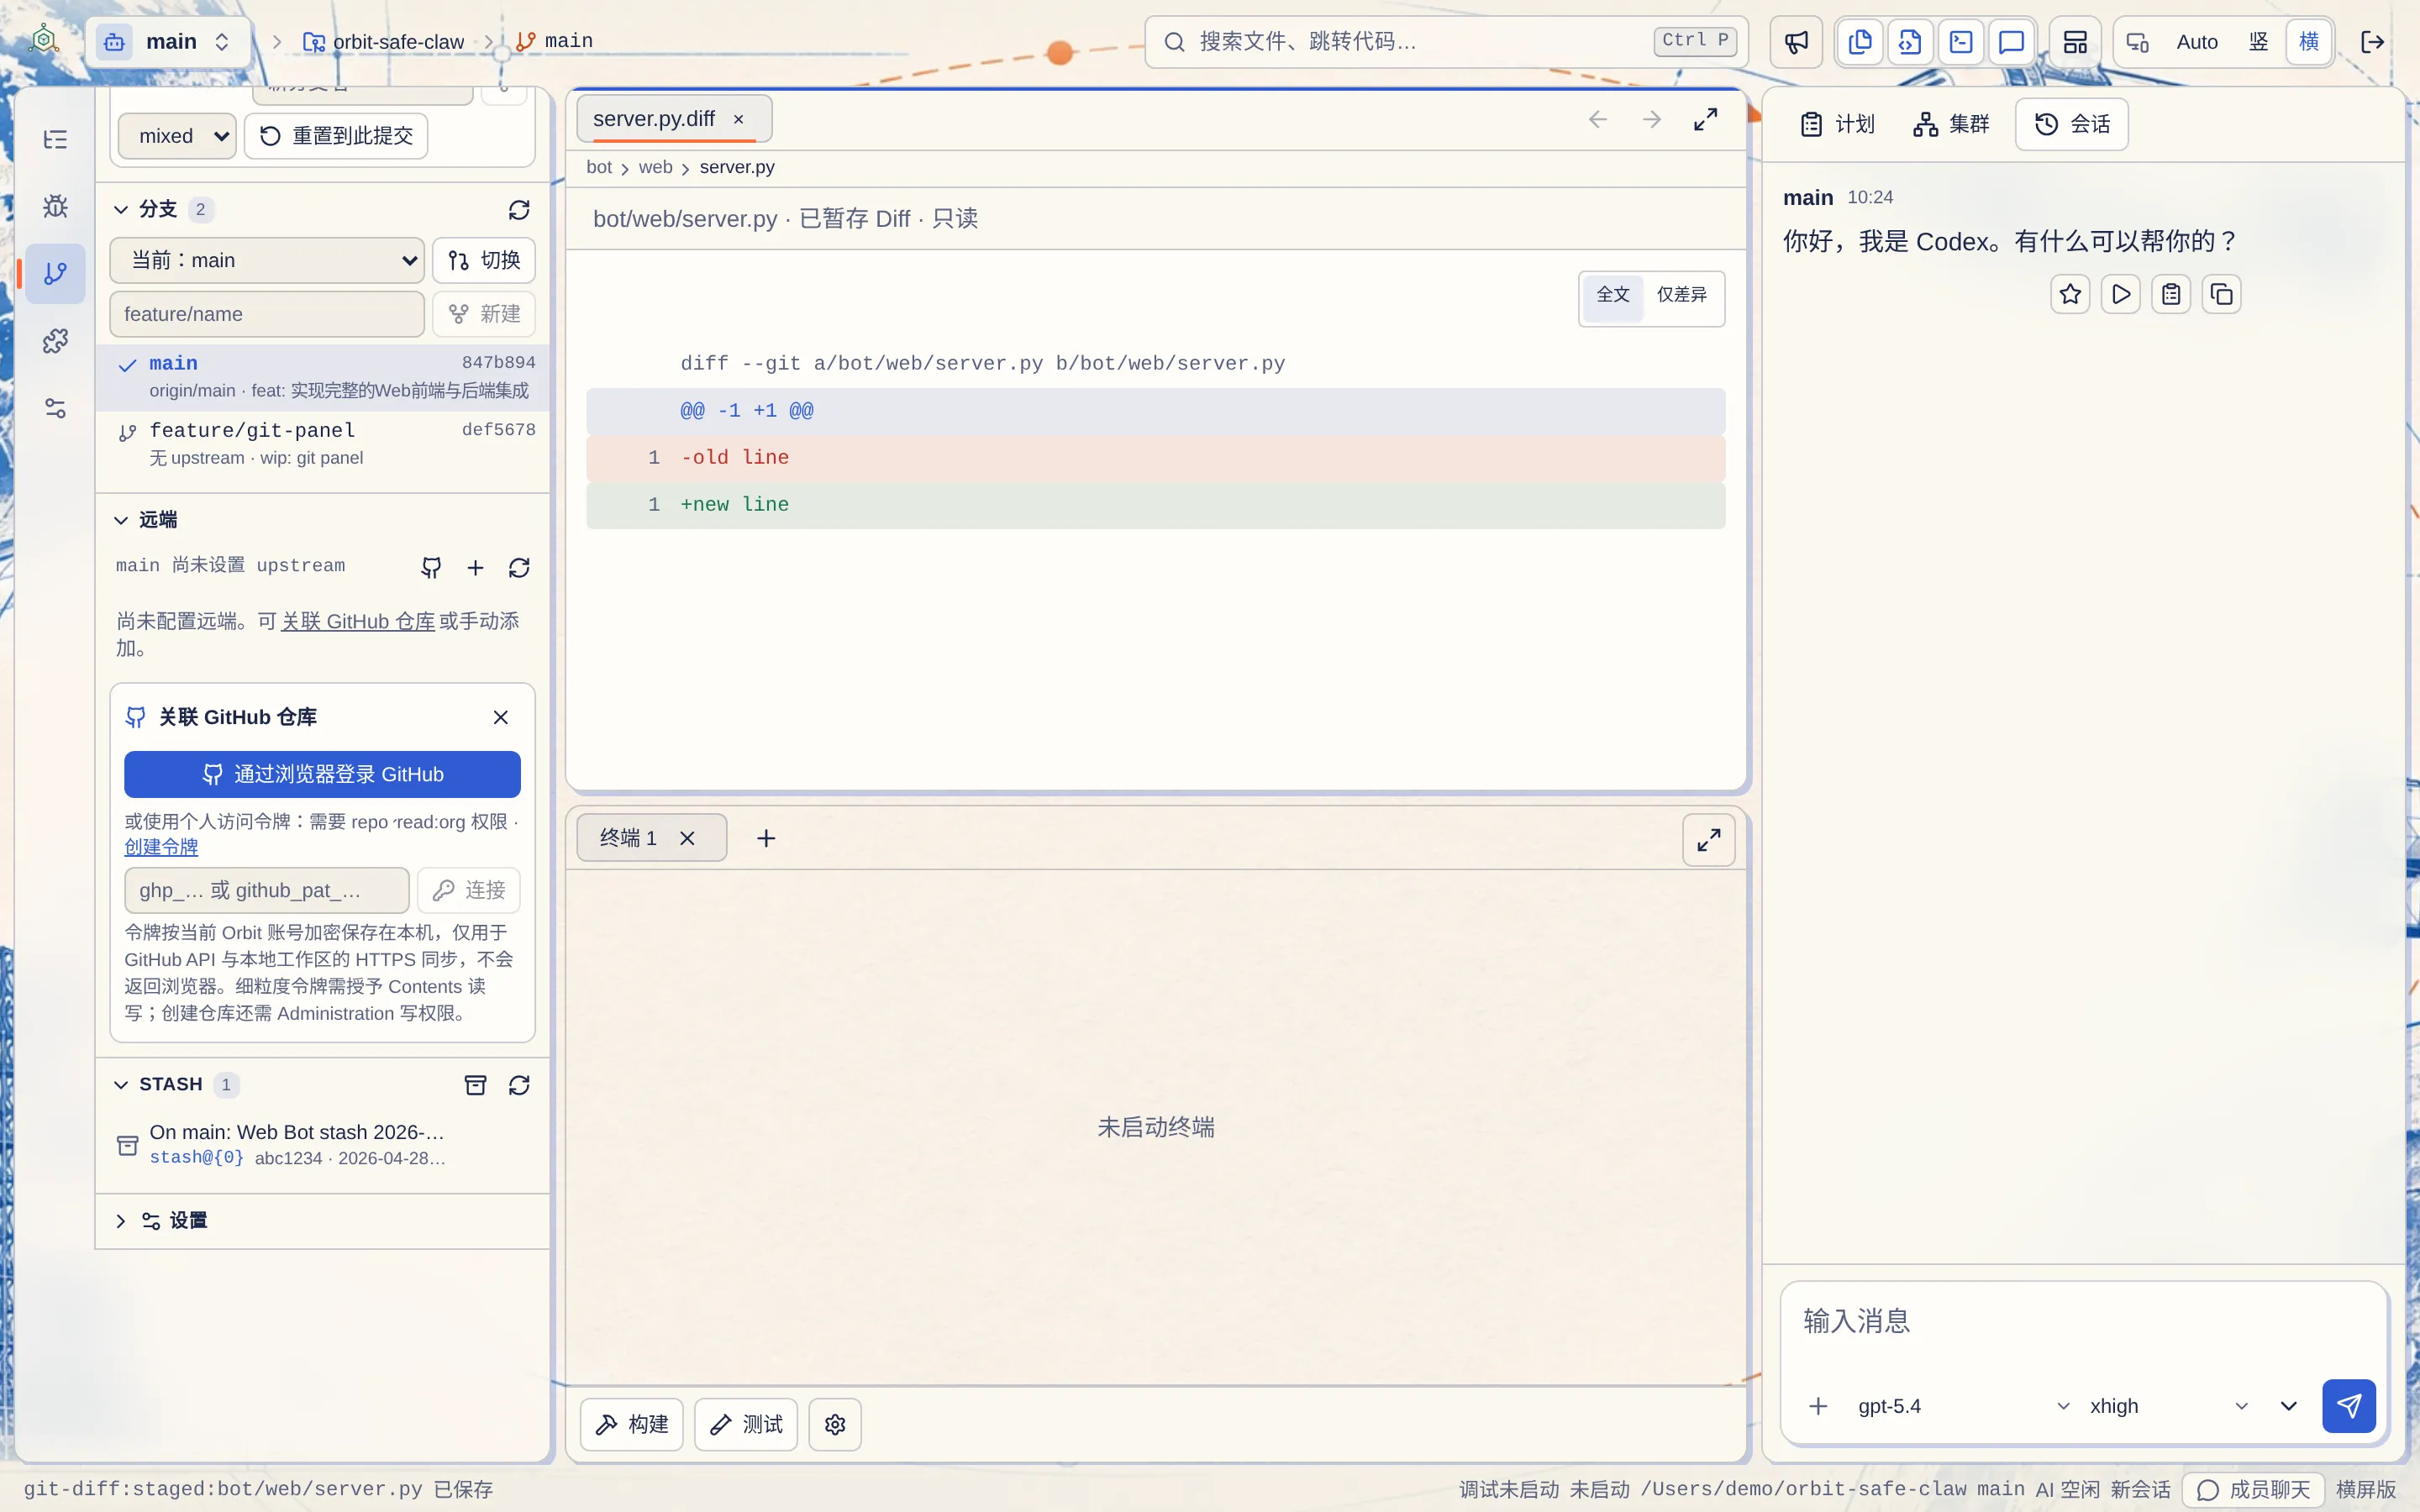 main
orbit-safe-claw
main
搜索文件、跳转代码…
Ctrl P
Auto
竖
横
mixed
重置到此提交
分支 2
当前：main
切换
feature/name
新建
main 847b894
origin/main · feat: 实现完整的Web前端与后端集成
feature/git-panel def5678
无 upstream · wip: git panel
远端
main 尚未设置 upstream
尚未配置远端。可 关联 GitHub 仓库 或手动添
加。
关联 GitHub 仓库
通过浏览器登录 GitHub
或使用个人访问令牌：需要 repo read:org 权限 ·
创建令牌
ghp_… 或 github_pat_…
连接
令牌按当前 Orbit 账号加密保存在本机，仅用于
GitHub API 与本地工作区的 HTTPS 同步，不会
返回浏览器。细粒度令牌需授予 Contents 读
写；创建仓库还需 Administration 写权限。
STASH 1
On main: Web Bot stash 2026-…
stash@{0} abc1234 · 2026-04-28…
设置
server.py.diff
bot
web
server.py
bot/web/server.py · 已暂存 Diff · 只读
全文
仅差异
diff --git a/bot/web/server.py b/bot/web/server.py
@@ -1 +1 @@
1 -old line
1 +new line
终端 1
未启动终端
构建
测试
计划
集群
会话
main 10:24
你好，我是 Codex。有什么可以帮你的？
输入消息
gpt-5.4
xhigh
git-diff:staged:bot/web/server.py 已保存
调试未启动 未启动 /Users/demo/orbit-safe-claw main AI 空闲 新会话
成员聊天
横屏版